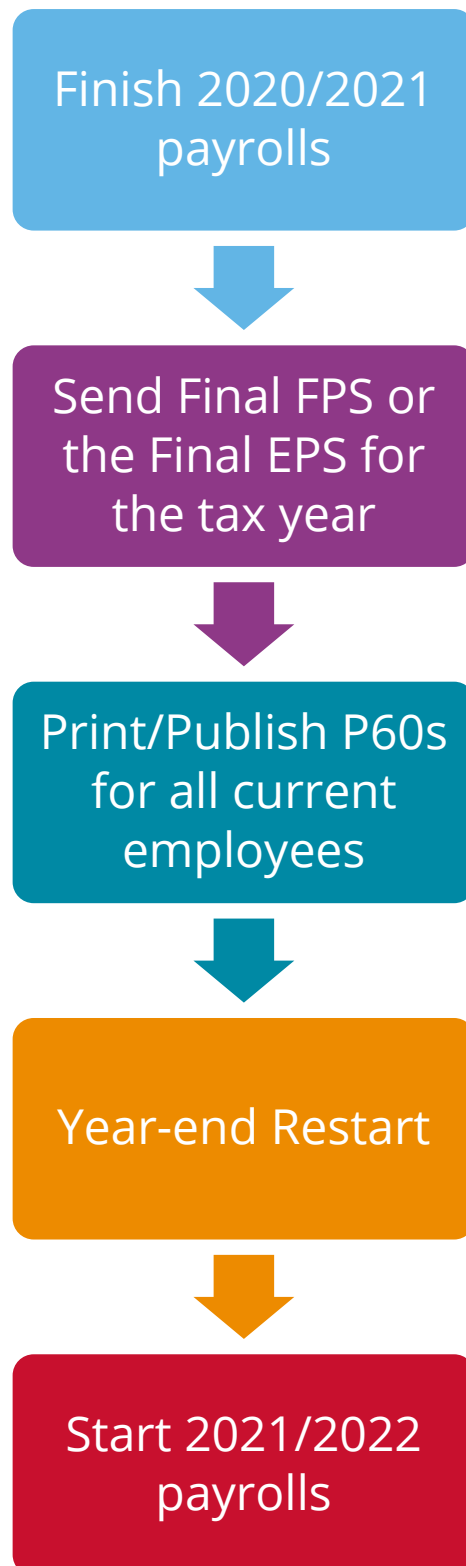 Finish 2020/2021
payrolls
Send Final FPS or
the Final EPS for
the tax year
Print/Publish P60s
for all current
employees
Year-end Restart
Start 2021/2022
payrolls